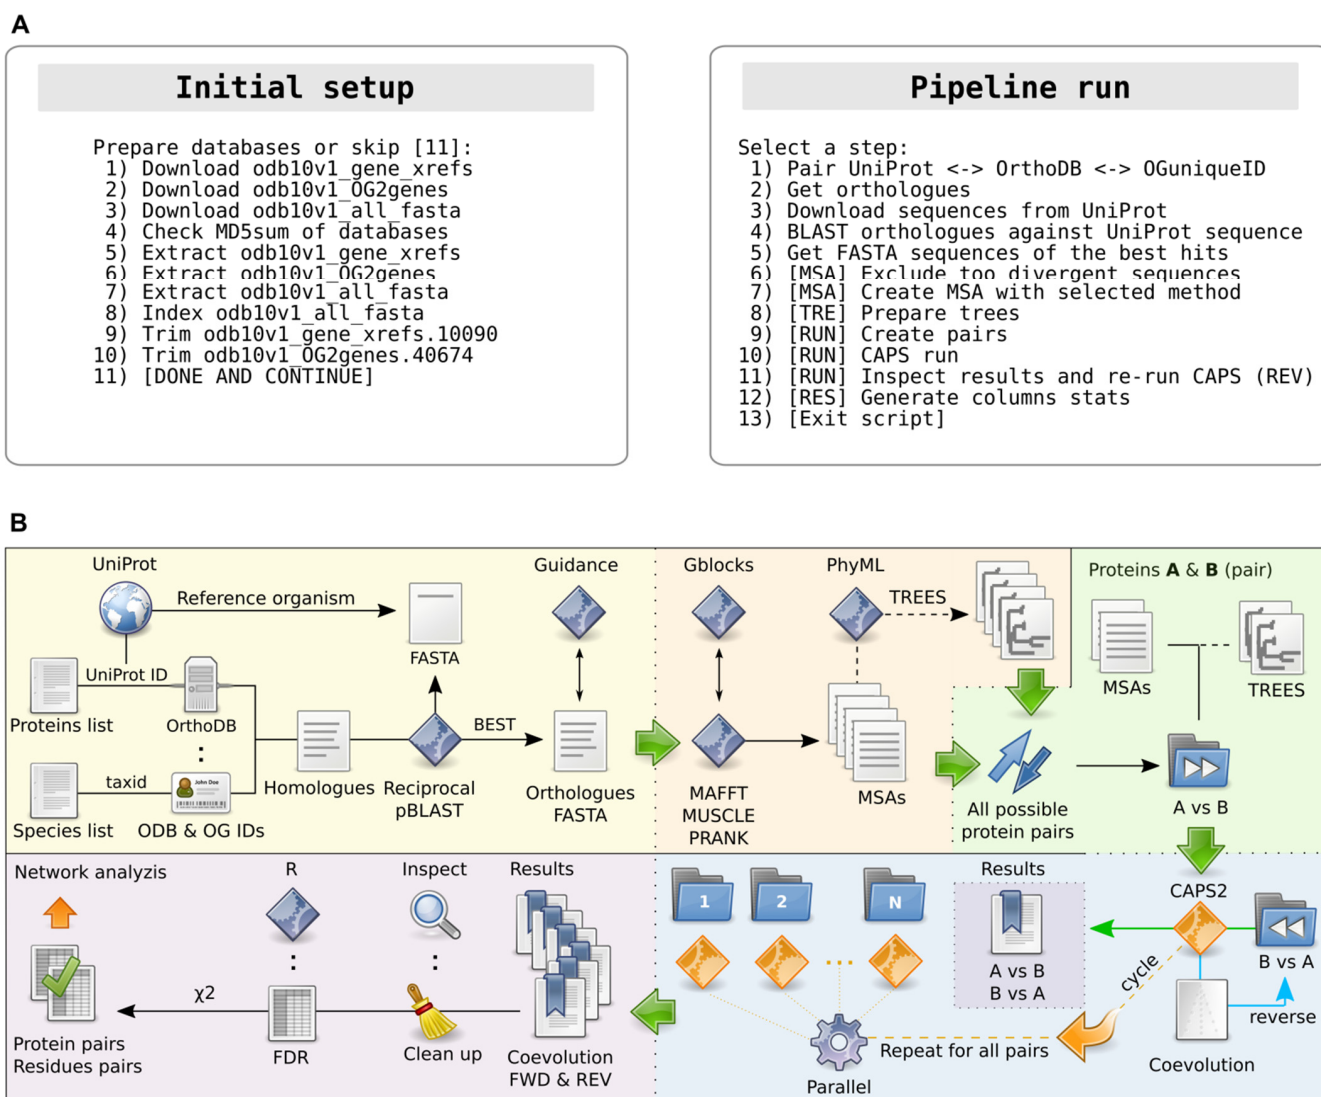 A
Initial setup
Prepare databases or skip [11]:
1) Download odb10v1_gene_xrefs
2) Download odb10v1_OG2genes
3) Download odb10v1_all_fasta
4) Check MD5sum of databases
5) Extract odb10v1_gene_xrefs
6) Extract odb10v1_OG2genes
7) Extract odb10v1_all_fasta
8) Index odb10v1_all_fasta
9) Trim odb10v1_gene_xrefs.10090
10) Trim odb10v1_OG2genes.40674
11) [DONE AND CONTINUE]
Pipeline run
Select a step:
1) Pair UniProt <-> OrthoDB <-> OGuniqueID
2) Get orthologues
3) Download sequences from UniProt
4) BLAST orthologues against UniProt sequence
5) Get FASTA sequences of the best hits
6) [MSA] Exclude too divergent sequences
7) [MSA] Create MSA with selected method
8) [TRE] Prepare trees
9) [RUN] Create pairs
10) [RUN] CAPS run
11) [RUN] Inspect results and re-run CAPS (REV)
12) [RES] Generate columns stats
13) [Exit script]
B
UniProt
Reference organism
FASTA
UniProt ID
Proteins list
OrthoDB
:
taxid
John Doe
Species list
ODB & OG IDs
Homologues
Reciprocal
pBLAST
BEST
Guidance
Orthologues
FASTA
Gblocks
MAFFT
MUSCLE
PRANK
PhyML
TREES
MSAs
Proteins A & B (pair)
MSAs
TREES
All possible
protein pairs
A vs B
CAPS2
B vs A
reverse
Coevolution
cycle
Results
A vs B
B vs A
1
2
N
...
Repeat for all pairs
Parallel
Results
Coevolution
FWD & REV
Inspect
:
Clean up
R
:
FDR
χ2
Network analyzis
Protein pairs
Residues pairs